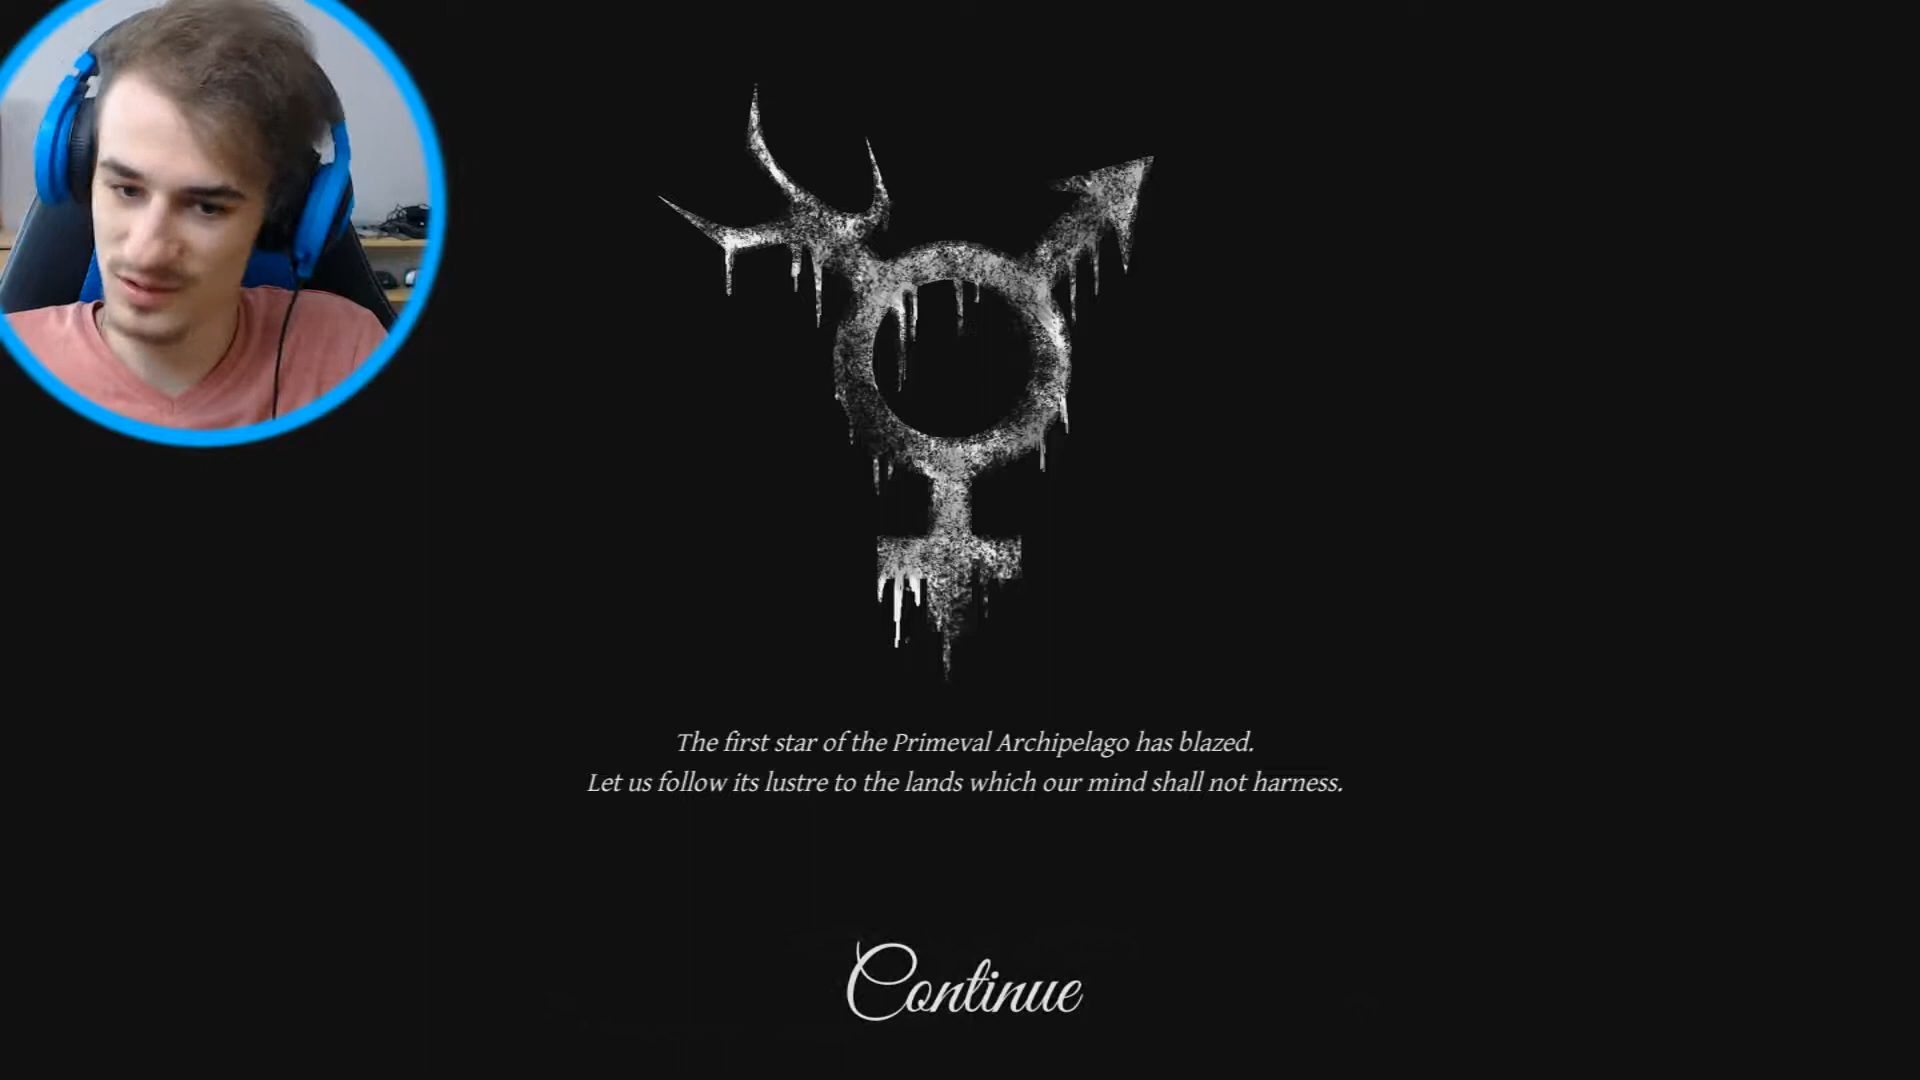 The first star of the Primeval Archipelago has blazed.
Let us follow its lustre to the lands which our mind shall not harness.
Continue